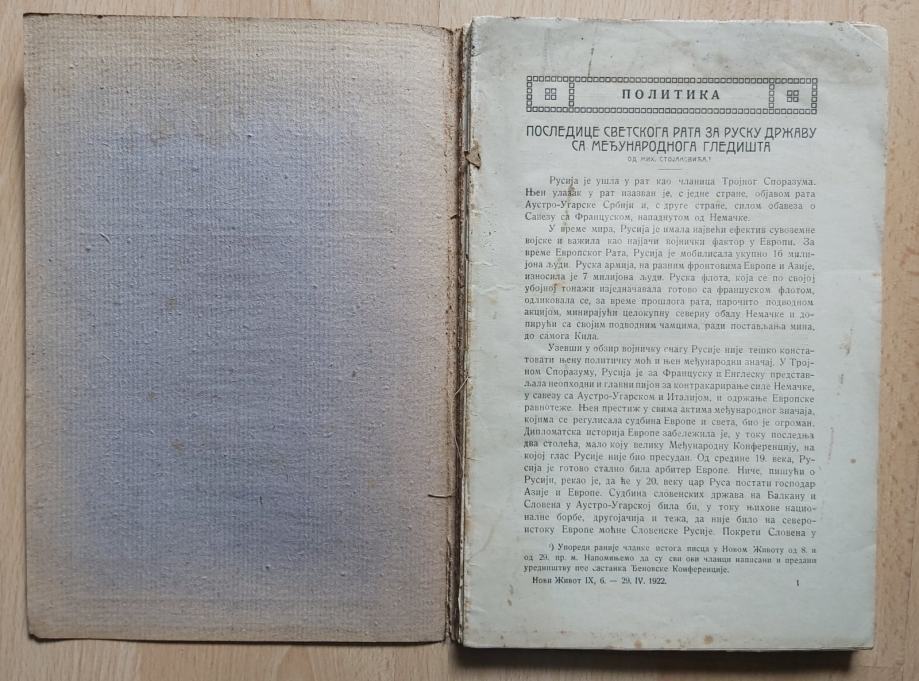 ПОЛИТИКА
ПОСЛЕДИЦЕ СВЕТСКОГА РАТА ЗА РУСКУ ДРЖАВУ
СА МЕЂУНАРОДНОГА ГЛЕДИШТА
ОД МИХ. СТОЈАНОВИЋА.¹
Русија је ушла у рат као чланица Тројног Споразума.
Њен улазак у рат изазван је, с једне стране, објавом рата
Аустро-Угарске Србији и, с друге стране, силом обавеза о
Савезу са Француском, нападнутом од Немачке.
У време мира, Русија је имала највећи ефектив сувоземне
војске и важила као најјачи војнички фактор у Европи. За
време Европског Рата, Русија је мобилисала укупно 16 мили-
јона људи. Руска армија, на разним фронтовима Европе и Азије,
износила је 7 милијона људи. Руска флота, која се по својој
убојној тонажи изједначавала готово са француском флотом,
одликовала се, за време прошлога рата, нарочито подводном
акцијом, минирајући целокупну северну обалу Немачке и до-
пирући са својим подводним чамцима, ради постављања мина,
до самога Кила.
Узевши у обзир војничку снагу Русије није тешко конста-
товати њену политичку моћ и њен међународни значај. У Трој-
ном Споразуму, Русија је за Француску и Енглеску представ-
љала неопходни и главни пијон за контракарирање силе Немачке,
у савезу са Аустро-Угарском и Италијом, и одржање Европске
равнотеже. Њен престиж у свима актима међународног значаја,
којима се регулисала судбина Европе и света, био је огроман.
Дипломатска историја Европе забележила је, у току последња
два столећа, мало коју велику Међународну Конференцију, на
којој глас Русије није био пресудан. Од средине 19. века, Ру-
сија је готово стално била арбитер Европе. Ниче, пишући о
Русији, рекао је, да ће у 20. веку цар Руса постати господар
Азије и Европе. Судбина словенских држава на Балкану и
Словена у Аустро-Угарској била би, у току њихове нацио-
налне борбе, другојачија и тежа, да није било на северо-
истоку Европе моћне Словенске Русије. Покрети Словена у
¹) Упореди раније чланке истога писца у Новом Животу од 8. и
од 29. пр. м. Напомињемо да су сви ови чланци написани и предани
уредништву пре састанка Ђеновске Конференције.
Нови Живот IX, 6. — 29. IV. 1922.
1